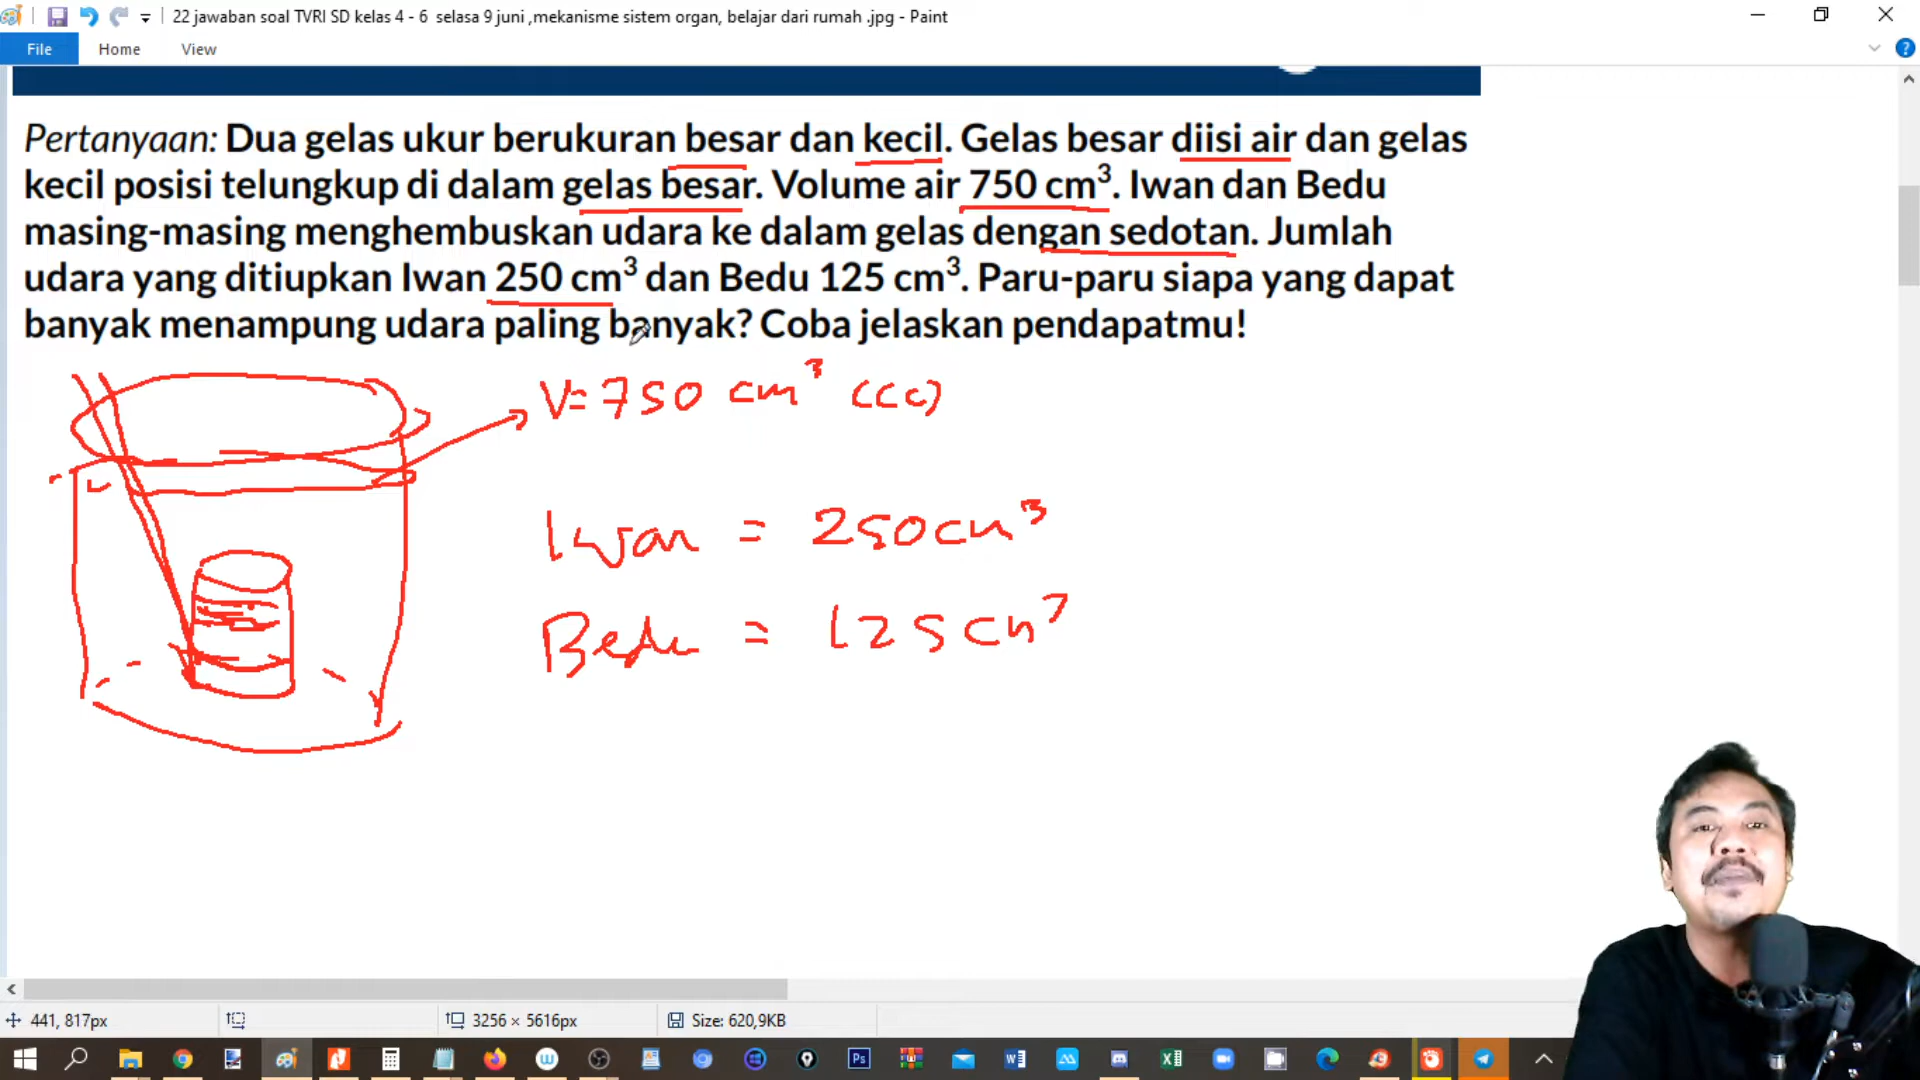 22 jawaban soal TVRI SD kelas 4 - 6  selasa 9 juni ,mekanisme sistem organ, belajar dari rumah .jpg - Paint
File Home View
Pertanyaan: Dua gelas ukur berukuran besar dan kecil. Gelas besar diisi air dan gelas
kecil posisi telungkup di dalam gelas besar. Volume air 750 cm³. Iwan dan Bedu
masing-masing menghembuskan udara ke dalam gelas dengan sedotan. Jumlah
udara yang ditiupkan Iwan 250 cm³ dan Bedu 125 cm³. Paru-paru siapa yang dapat
banyak menampung udara paling banyak? Coba jelaskan pendapatmu!
V=750 cm³ (cc)
Iwan = 250cm³
Bedu = 125 cm³
441, 817px
3256 × 5616px
Size: 620,9KB